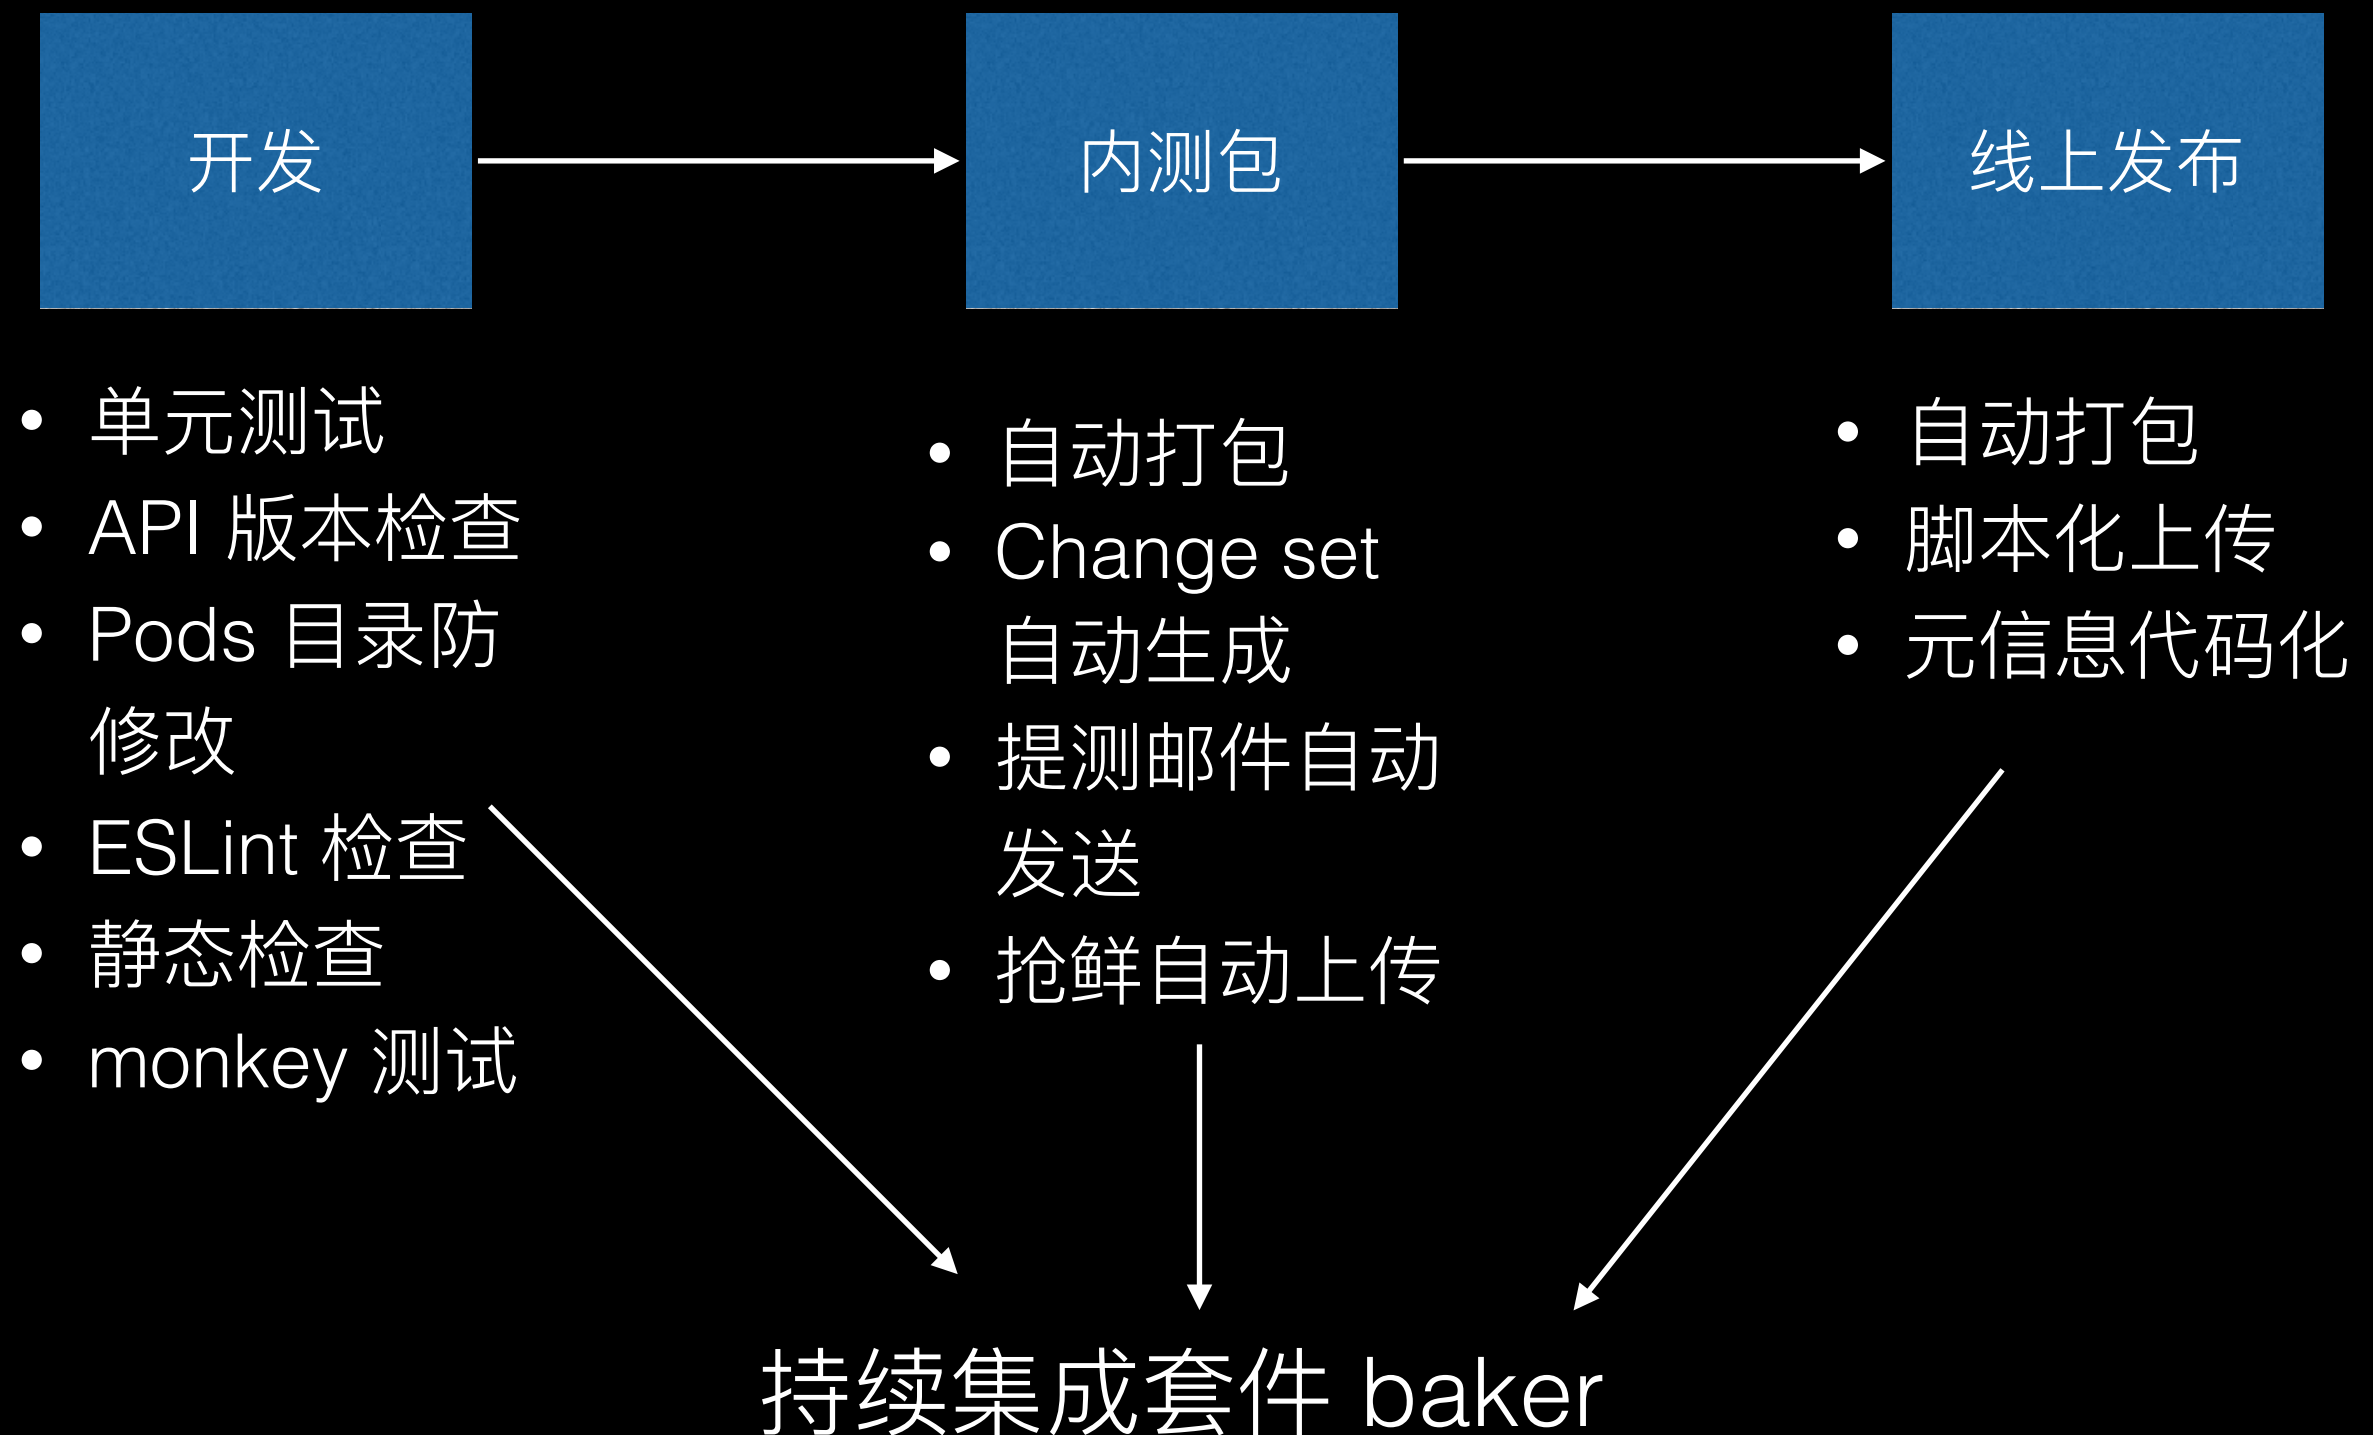 开发
内测包
线上发布
• 单元测试
• API 版本检查
• Pods 目录防
修改
• ESLint 检查
• 静态检查
• monkey 测试
• 自动打包
• Change set
自动生成
• 提测邮件自动
发送
• 抢鲜自动上传
• 自动打包
• 脚本化上传
• 元信息代码化
持续集成套件 baker